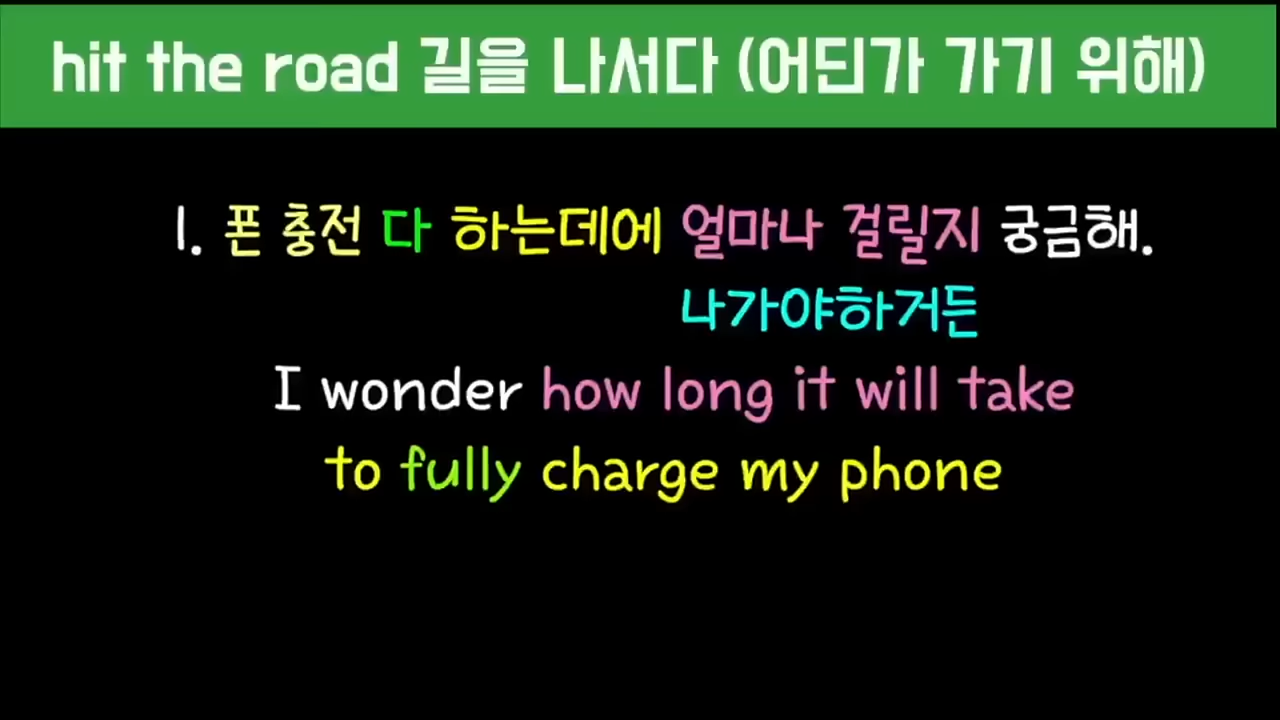 hit the road 길을 나서다 (어딘가 가기 위해)
1. 폰 충전 다 하는데에 얼마나 걸릴지 궁금해.
나가야하거든
I wonder how long it will take
to fully charge my phone